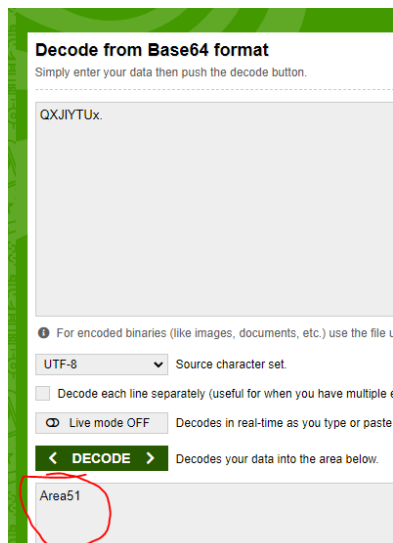 Decode from Base64 format
Simply enter your data then push the decode button.
QXJlYTUx.
For encoded binaries (like images, documents, etc.) use the file u
UTF-8 Source character set.
Decode each line separately (useful for when you have multiple e
Live mode OFF Decodes in real-time as you type or paste
< DECODE > Decodes your data into the area below.
Area51